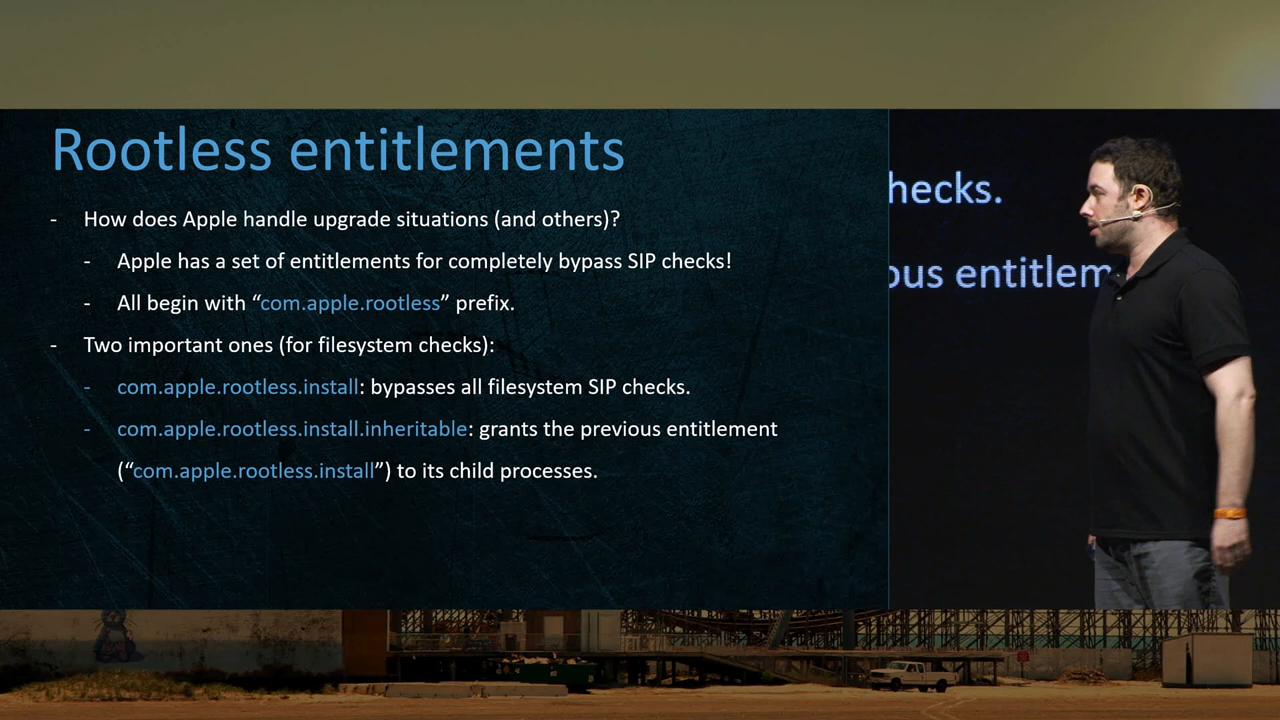 Rootless entitlements
- How does Apple handle upgrade situations (and others)?
- Apple has a set of entitlements for completely bypass SIP checks!
- All begin with “com.apple.rootless” prefix.
- Two important ones (for filesystem checks):
- com.apple.rootless.install: bypasses all filesystem SIP checks.
- com.apple.rootless.install.inheritable: grants the previous entitlement
(“com.apple.rootless.install”) to its child processes.
hecks.
ous entitlem